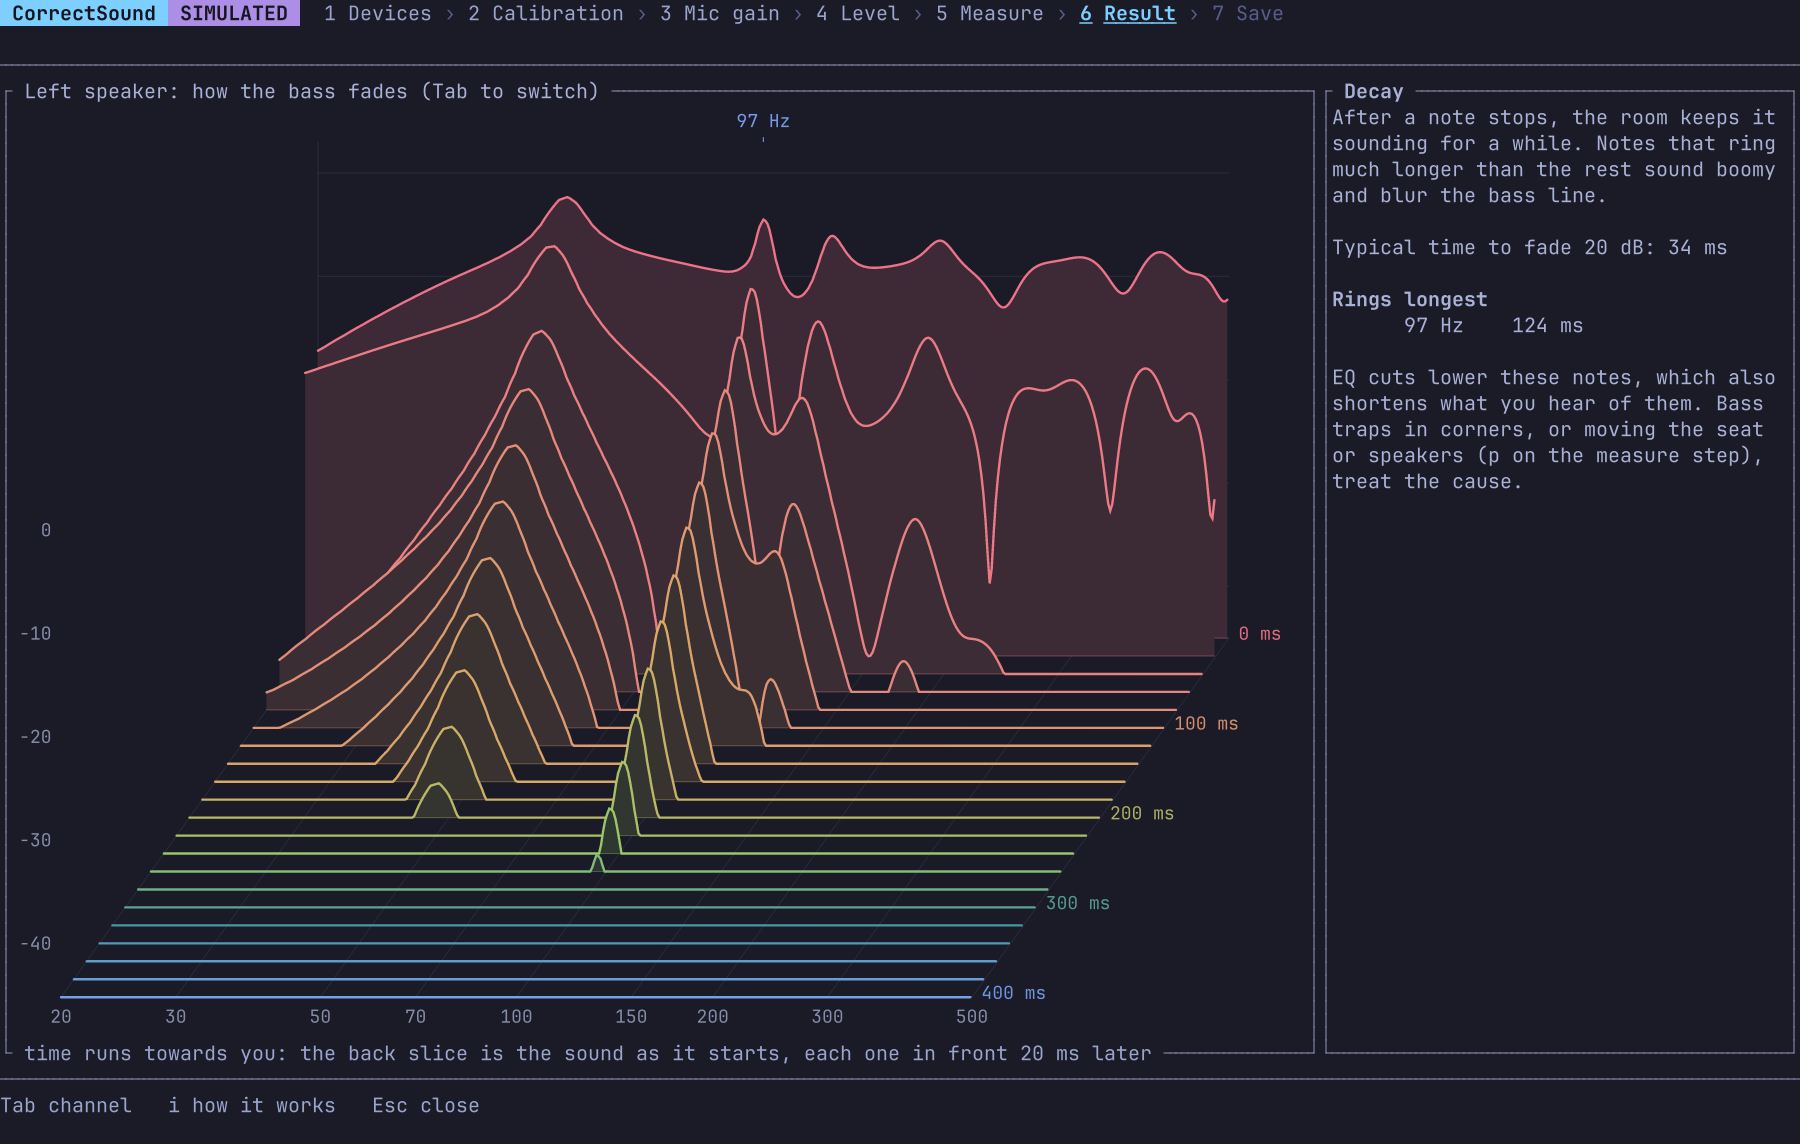 CorrectSound SIMULATED 1 Devices › 2 Calibration › 3 Mic gain › 4 Level › 5 Measure › 6 Result › 7 Save
Left speaker: how the bass fades (Tab to switch)
97 Hz
0
-10
-20
-30
-40
0 ms
100 ms
200 ms
300 ms
400 ms
20 30 50 70 100 150 200 300 500
time runs towards you: the back slice is the sound as it starts, each one in front 20 ms later
Decay
After a note stops, the room keeps it
sounding for a while. Notes that ring
much longer than the rest sound boomy
and blur the bass line.
Typical time to fade 20 dB: 34 ms
Rings longest
97 Hz 124 ms
EQ cuts lower these notes, which also
shortens what you hear of them. Bass
traps in corners, or moving the seat
or speakers (p on the measure step),
treat the cause.
Tab channel i how it works Esc close